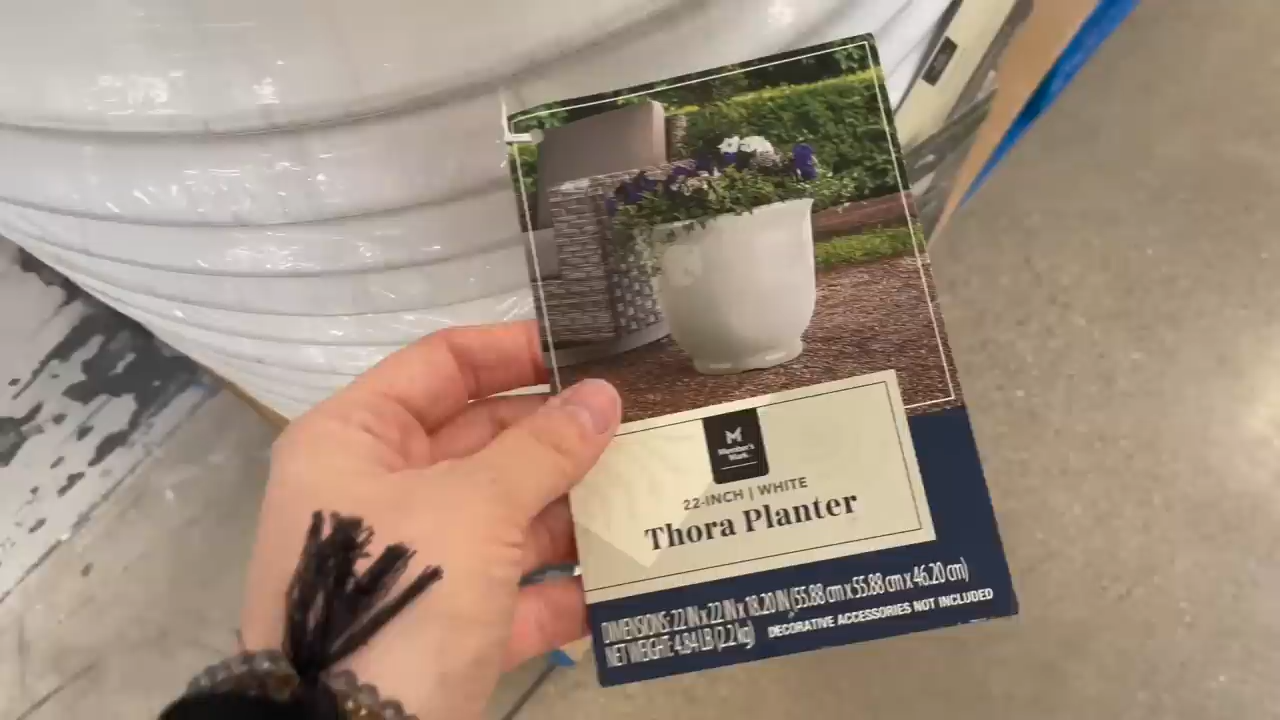 M
Member's
Mark
22-INCH | WHITE
Thora Planter
DIMENSIONS: 22 IN x 22 IN x 18.20 IN (55.88 cm x 55.88 cm x 46.20 cm)
NET WEIGHT: 4.84 LB (2.2 kg) DECORATIVE ACCESSORIES NOT INCLUDED